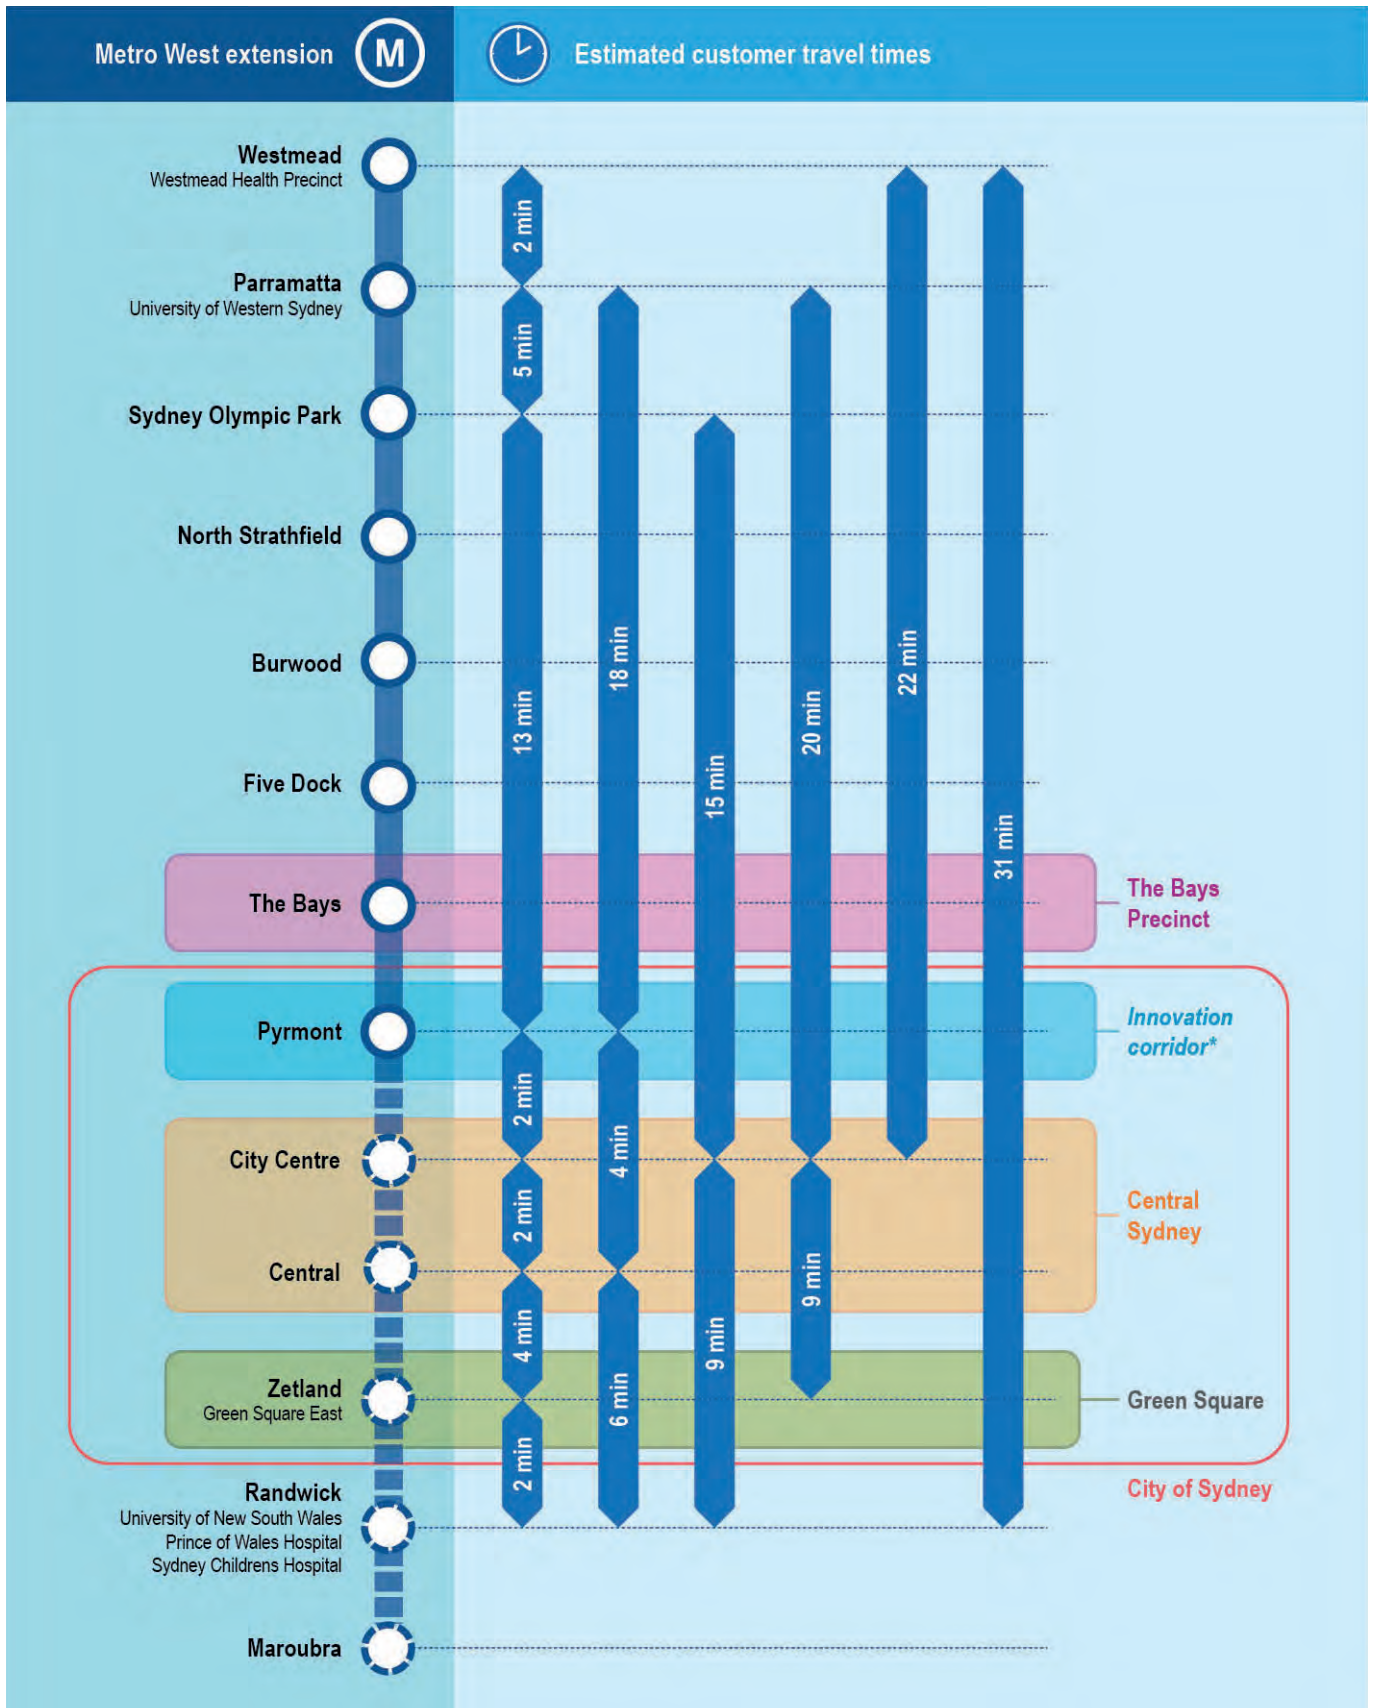 Metro West extension
M
Estimated customer travel times
Westmead
Westmead Health Precinct
2 min
Parramatta
University of Western Sydney
5 min
Sydney Olympic Park
North Strathfield
Burwood
18 min
22 min
13 min
20 min
Five Dock
15 min
31 min
The Bays
The Bays
Precinct
Pyrmont
Innovation
corridor*
2 min
City Centre
4 min
2 min
Central
Sydney
Central
9 min
4 min
9 min
Zetland
Green Square East
6 min
Green Square
2 min
City of Sydney
Randwick
University of New South Wales
Prince of Wales Hospital
Sydney Childrens Hospital
Maroubra